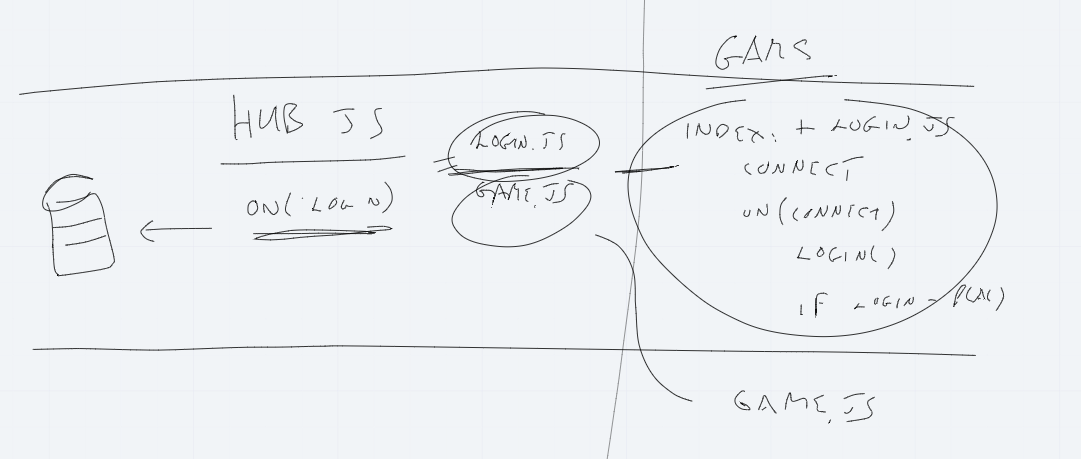 GAMS
HUB JS
ON(LOGIN)
LOGIN.JS
GAME.JS
INDEX: + LOGIN.JS
CONNECT
ON(CONNECT)
LOGIN()
IF LOGIN -
GAME.JS